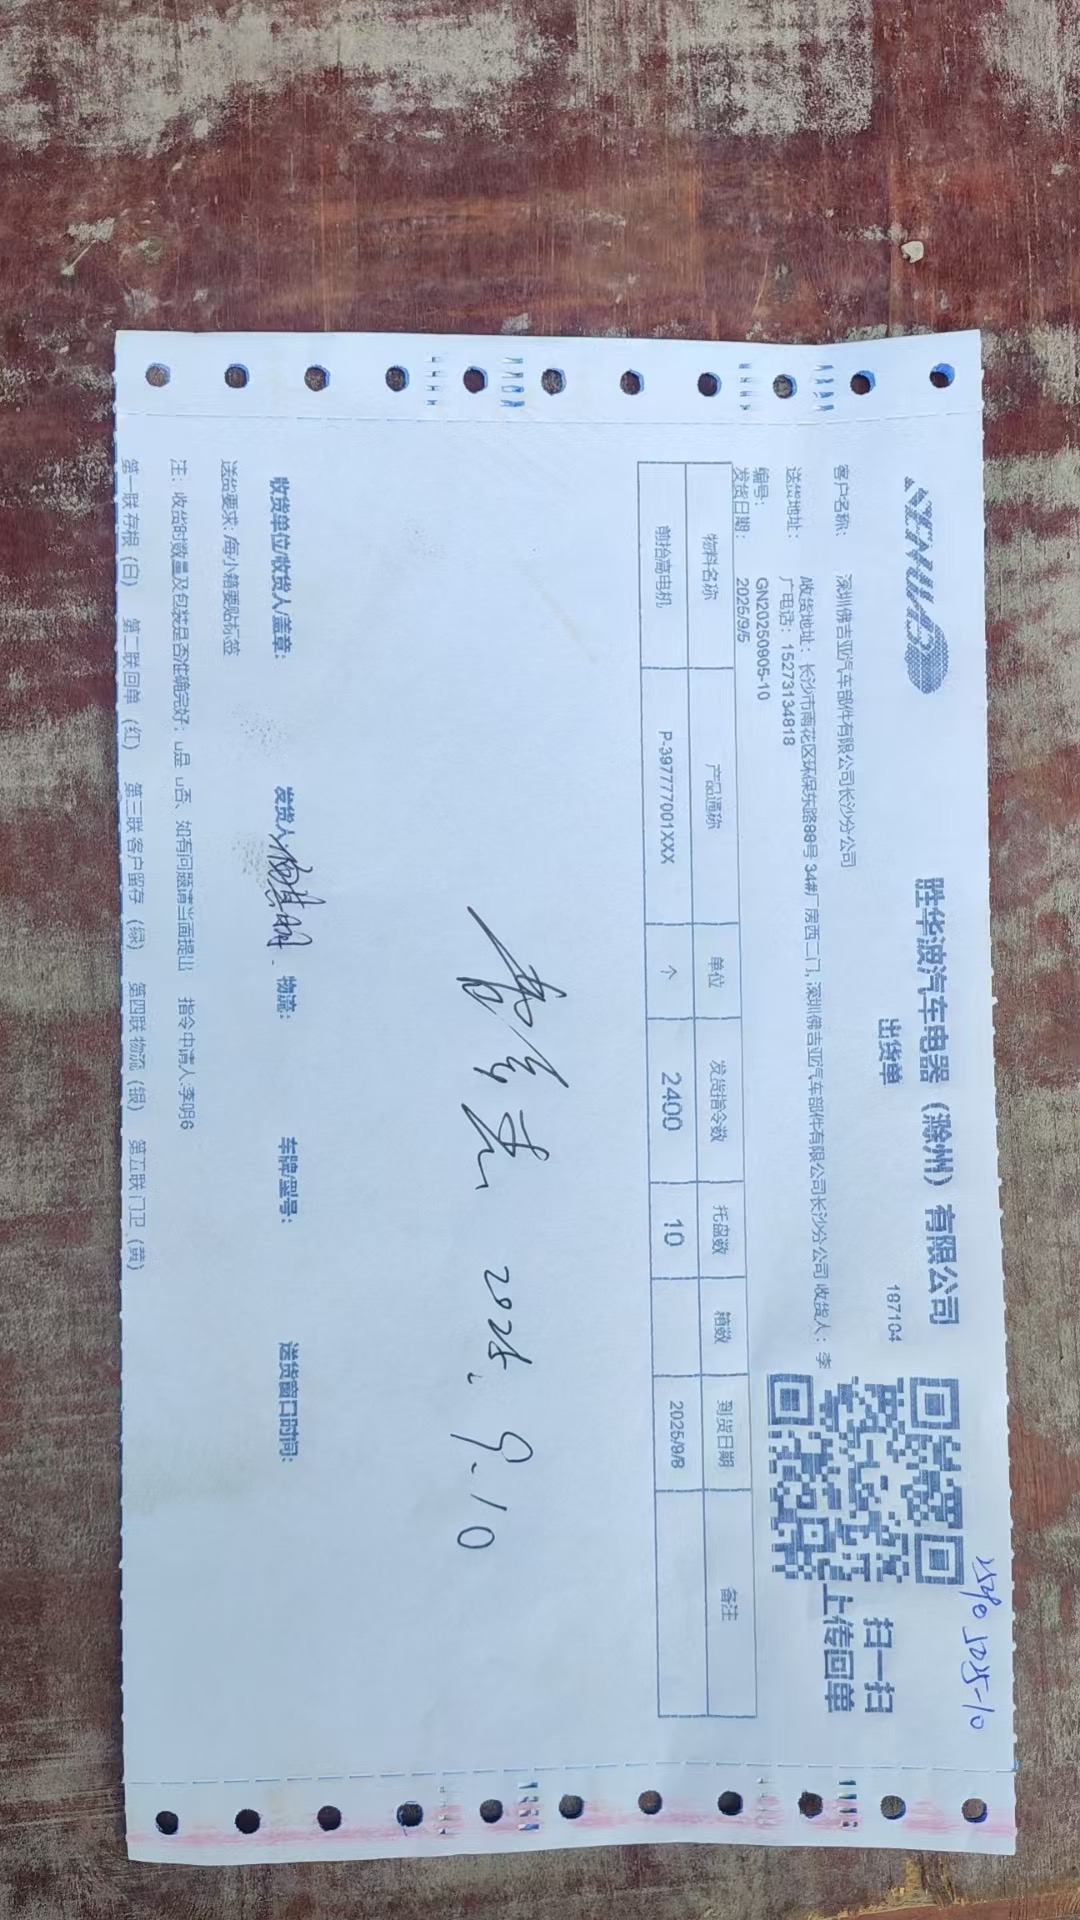 SENHUABO
胜华波汽车电器（滁州）有限公司
出货单
187104
扫一扫
上传回单
客户名称: 深圳佛吉亚汽车部件有限公司长沙分公司
送货地址: 收货地址：长沙市雨花区环保东路88号 34#厂房西二门, 深圳佛吉亚汽车部件有限公司长沙分公司 收货人：李
广电话：15273134818
编号: GN20250905-10
发货日期: 2025/9/5
物料名称 产品通称 单位 发货指令数 托盘数 箱数 到货日期 备注
前抬高电机 P-39777001XXX 个 2400 10 2025/9/8
2025.9.10
收货单位/收货人/盖章: 发货人 物流: 车牌/型号: 送货窗口时间:
送货要求:/每小箱要贴标签
注: 收货时数量及包装是否准确完好；u是 u否、如有问题请当面提出 指令申请人:李明6
第一联 存根（白） 第二联 回单（红） 第三联 客户留存（绿） 第四联 物流（银） 第五联 门卫（黄）